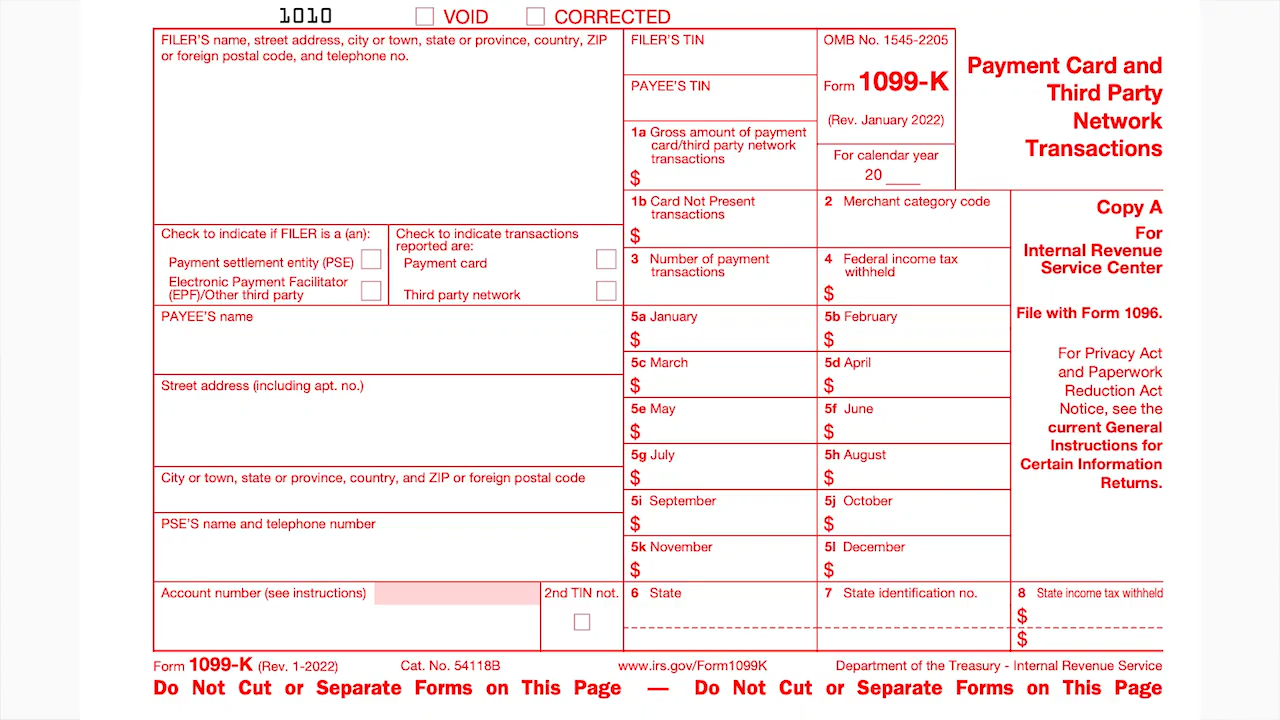 1010
VOID
CORRECTED
FILER'S name, street address, city or town, state or province, country, ZIP
or foreign postal code, and telephone no.
FILER'S TIN
PAYEE'S TIN
1a Gross amount of payment
card/third party network
transactions
$
OMB No. 1545-2205
Form 1099-K
(Rev. January 2022)
For calendar year
20 ____
Payment Card and
Third Party
Network
Transactions
1b Card Not Present
transactions
$
2 Merchant category code
Copy A
For
Internal Revenue
Service Center
File with Form 1096.
For Privacy Act
and Paperwork
Reduction Act
Notice, see the
current General
Instructions for
Certain Information
Returns.
Check to indicate if FILER is a (an):
Payment settlement entity (PSE)
Electronic Payment Facilitator
(EPF)/Other third party
Check to indicate transactions
reported are:
Payment card
Third party network
3 Number of payment
transactions
4 Federal income tax
withheld
$
PAYEE'S name
5a January
$
5b February
$
5c March
$
5d April
$
Street address (including apt. no.)
5e May
$
5f June
$
5g July
$
5h August
$
City or town, state or province, country, and ZIP or foreign postal code
5i September
$
5j October
$
PSE'S name and telephone number
5k November
$
5l December
$
Account number (see instructions)
2nd TIN not.
6 State
7 State identification no.
8 State income tax withheld
$
$
Form 1099-K (Rev. 1-2022)
Cat. No. 54118B
www.irs.gov/Form1099K
Department of the Treasury - Internal Revenue Service
Do Not Cut or Separate Forms on This Page — Do Not Cut or Separate Forms on This Page